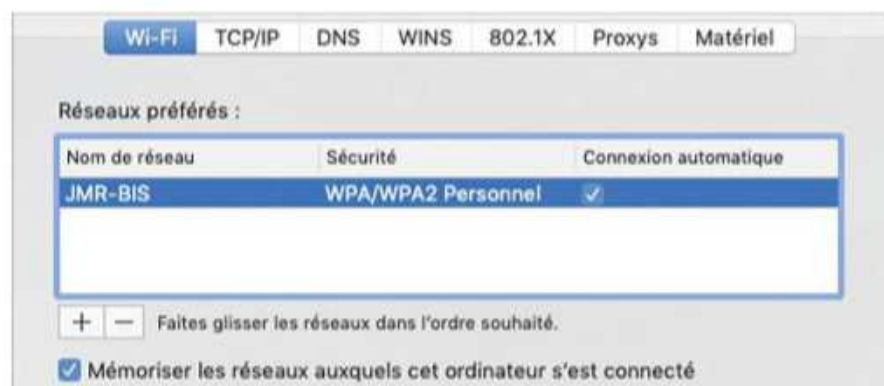 Wi-Fi TCP/IP DNS WINS 802.1X Proxys Matériel
Réseaux préférés :
Nom de réseau Sécurité Connexion automatique
JMR-BIS WPA/WPA2 Personnel
+ − Faites glisser les réseaux dans l'ordre souhaité.
Mémoriser les réseaux auxquels cet ordinateur s'est connecté